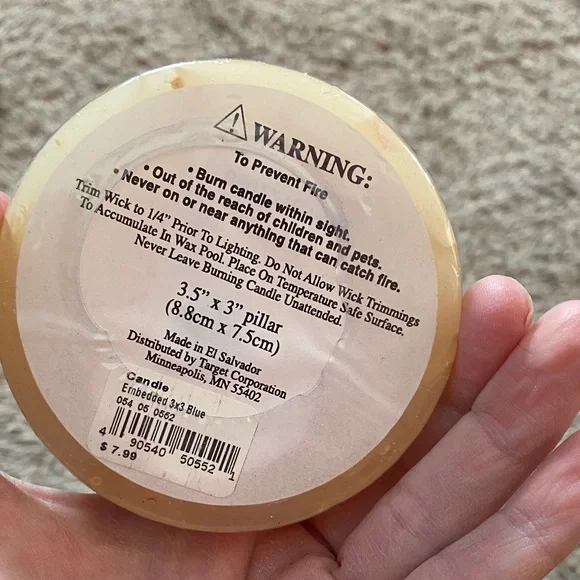 WARNING:
To Prevent Fire
• Burn candle within sight.
• Out of the reach of children and pets.
• Never on or near anything that can catch fire.
Trim Wick to 1/4" Prior To Lighting. Do Not Allow Wick Trimmings
To Accumulate In Wax Pool. Place On Temperature Safe Surface.
Never Leave Burning Candle Unattended.
3.5" x 3" pillar
(8.8cm x 7.5cm)
Made in El Salvador
Distributed by Target Corporation
Minneapolis, MN 55402
Candle
Embedded 3x3 Blue
054 05 0552
4 90540 50552 1
$ 7.99